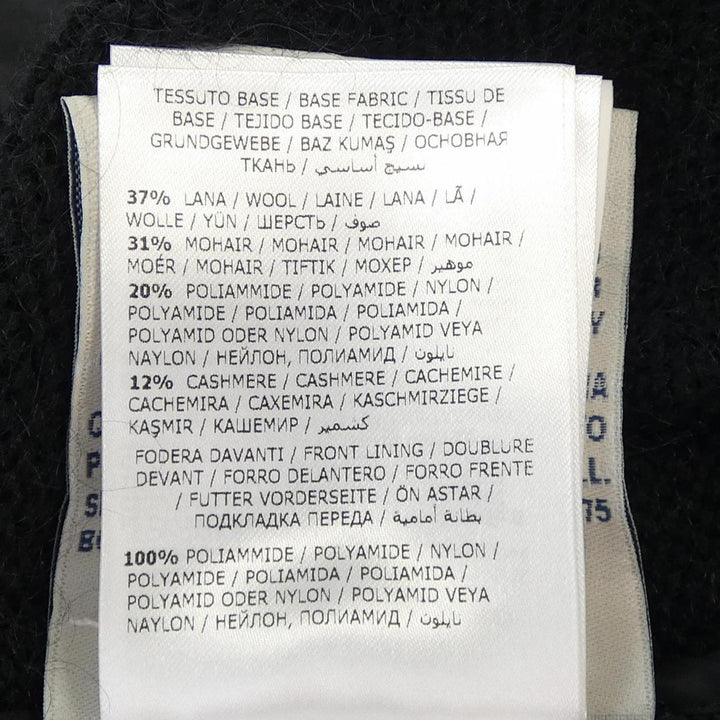 TESSUTO BASE / BASE FABRIC / TISSU DE
BASE / TEJIDO BASE / TECIDO-BASE /
GRUNDGEWEBE / BAZ KUMAŞ / ОСНОВНАЯ
ТКАНЬ / نسيج أساسي
37% LANA / WOOL / LAINE / LANA / LÃ /
WOLLE / YÜN / ШЕРСТЬ / صوف
31% MOHAIR / MOHAIR / MOHAIR / MOHAIR /
MOÉR / MOHAIR / TIFTIK / МОХЕР / موهير
20% POLIAMMIDE / POLYAMIDE / NYLON /
POLYAMIDE / POLIAMIDA / POLIAMIDA /
POLYAMID ODER NYLON / POLYAMID VEYA
NAYLON / НЕЙЛОН, ПОЛИАМИД / نايلون
12% CASHMERE / CASHMERE / CACHEMIRE /
CACHEMIRA / CAXEMIRA / KASCHMIRZIEGE /
KAŞMIR / КАШЕМИР / كشمير
FODERA DAVANTI / FRONT LINING / DOUBLURE
DEVANT / FORRO DELANTERO / FORRO FRENTE
/ FUTTER VORDERSEITE / ÖN ASTAR /
ПОДКЛАДКА ПЕРЕДА / بطانة أمامية
100% POLIAMMIDE / POLYAMIDE / NYLON /
POLYAMIDE / POLIAMIDA / POLIAMIDA /
POLYAMID ODER NYLON / POLYAMID VEYA
NAYLON / НЕЙЛОН, ПОЛИАМИД / نايلون